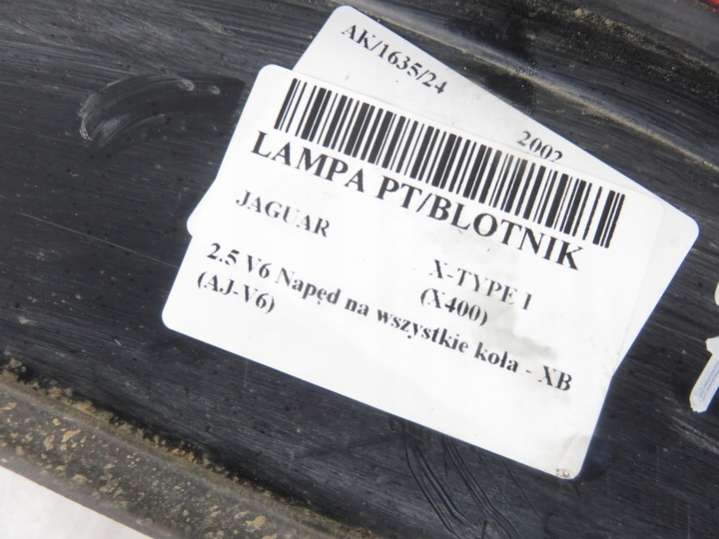 AK/1635/24
2002
LAMPA PT/BLOTNIK
JAGUAR
X-TYPE I
(X400)
2.5 V6 Napęd na wszystkie koła - XB
(AJ-V6)